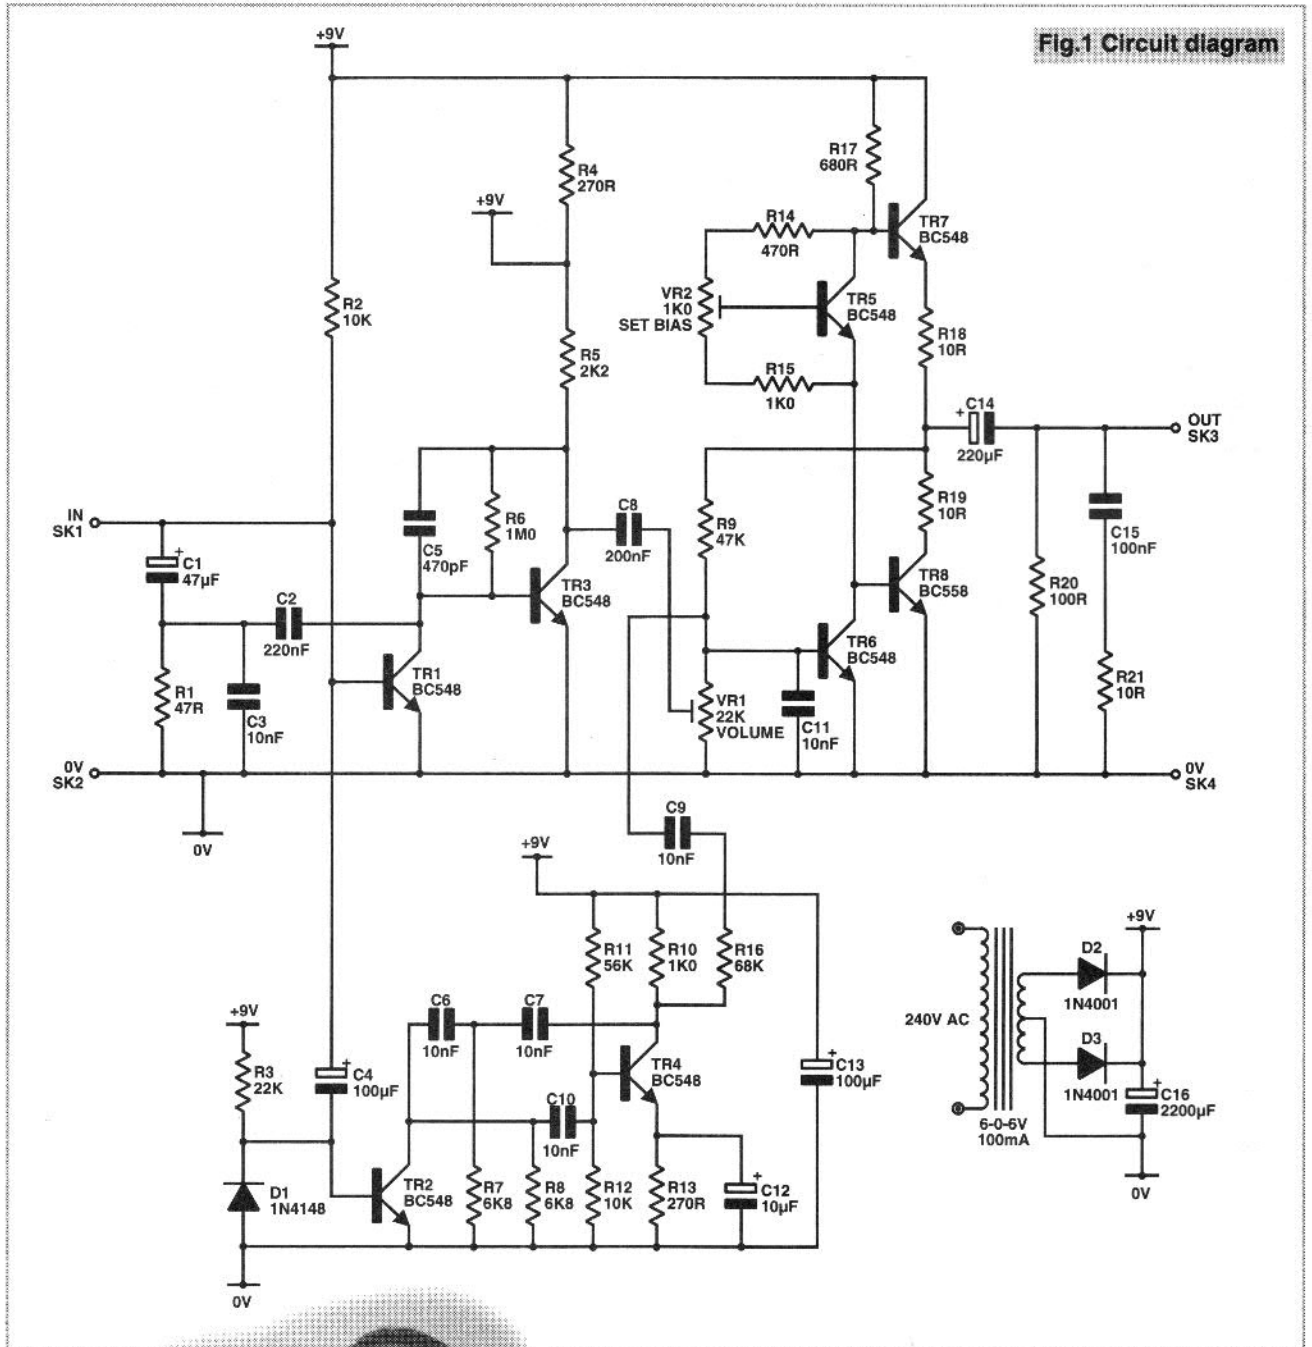 Fig.1 Circuit diagram
+9V
R4
270R
R17
680R
+9V
R14
470R
TR7
BC548
R2
10K
VR2
1K0
SET BIAS
TR5
BC548
R18
10R
R5
2K2
R15
1K0
+
C14
220µF
OUT
SK3
IN
SK1
+
C1
47µF
C5
470pF
R6
1M0
C8
200nF
R9
47K
R19
10R
C15
100nF
C2
220nF
TR3
BC548
TR8
BC558
R20
100R
R1
47R
C3
10nF
TR1
BC548
VR1
22K
VOLUME
C11
10nF
TR6
BC548
R21
10R
0V
SK2
0V
SK4
0V
C9
10nF
+9V
R11
56K
R10
1K0
R16
68K
+9V
D2
1N4001
240V AC
D3
1N4001
+
C16
2200µF
6-0-6V
100mA
0V
+9V
R3
22K
+
C4
100µF
C6
10nF
C7
10nF
TR4
BC548
+
C13
100µF
C10
10nF
D1
1N4148
TR2
BC548
R7
6K8
R8
6K8
R12
10K
R13
270R
+
C12
10µF
0V